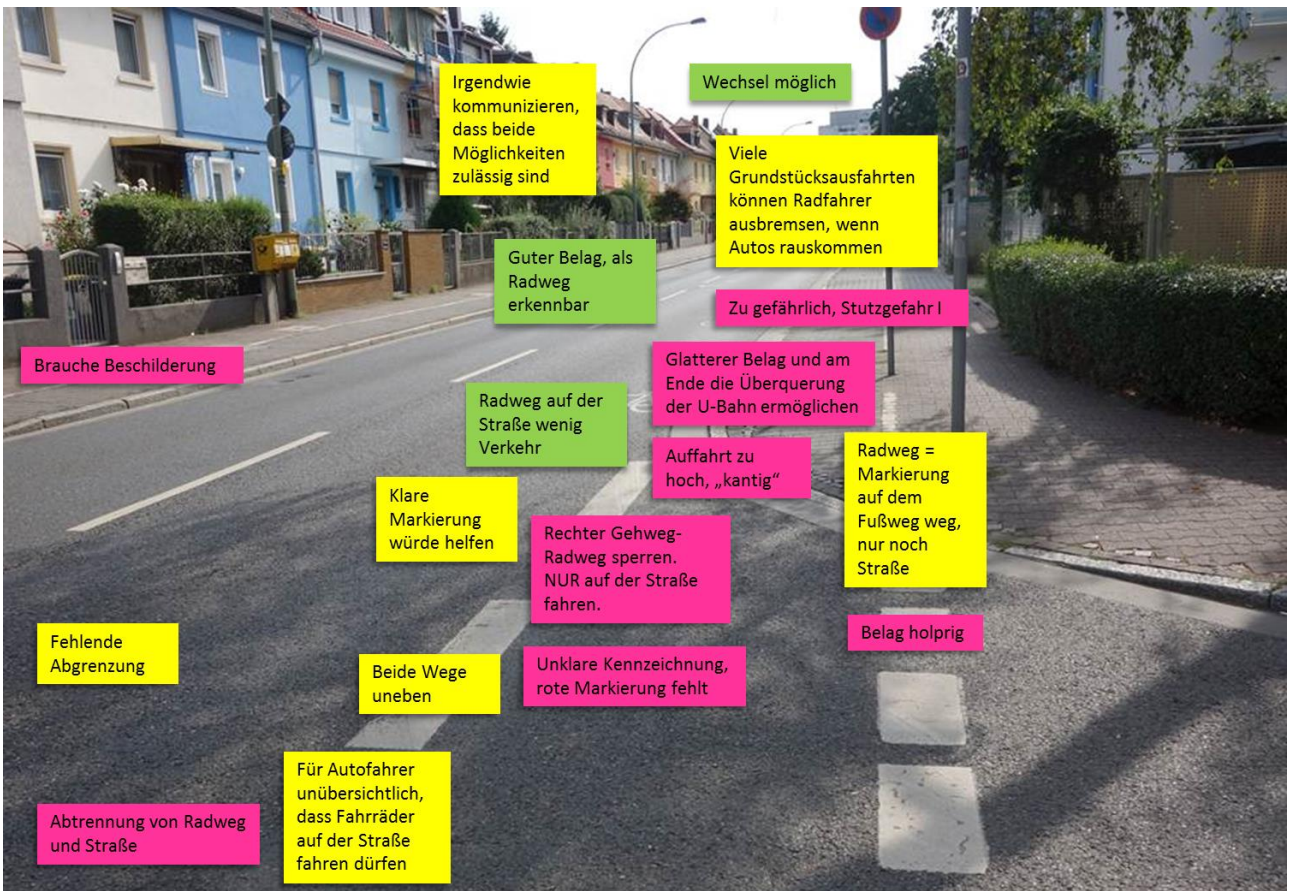 Irgendwie
kommunizieren,
dass beide
Möglichkeiten
zulässig sind
Wechsel möglich
Viele
Grundstücksausfahrten
können Radfahrer
ausbremsen, wenn
Autos rauskommen
Guter Belag, als
Radweg
erkennbar
Zu gefährlich, Stutzgefahr I
Brauche Beschilderung
Glatterer Belag und am
Ende die Überquerung
der U-Bahn ermöglichen
Radweg auf der
Straße wenig
Verkehr
Auffahrt zu
hoch, „kantig“
Radweg =
Markierung
auf dem
Fußweg weg,
nur noch
Straße
Klare
Markierung
würde helfen
Rechter Gehweg-
Radweg sperren.
NUR auf der Straße
fahren.
Fehlende
Abgrenzung
Belag holprig
Beide Wege
uneben
Unklare Kennzeichnung,
rote Markierung fehlt
Für Autofahrer
unübersichtlich,
dass Fahrräder
auf der Straße
fahren dürfen
Abtrennung von Radweg
und Straße